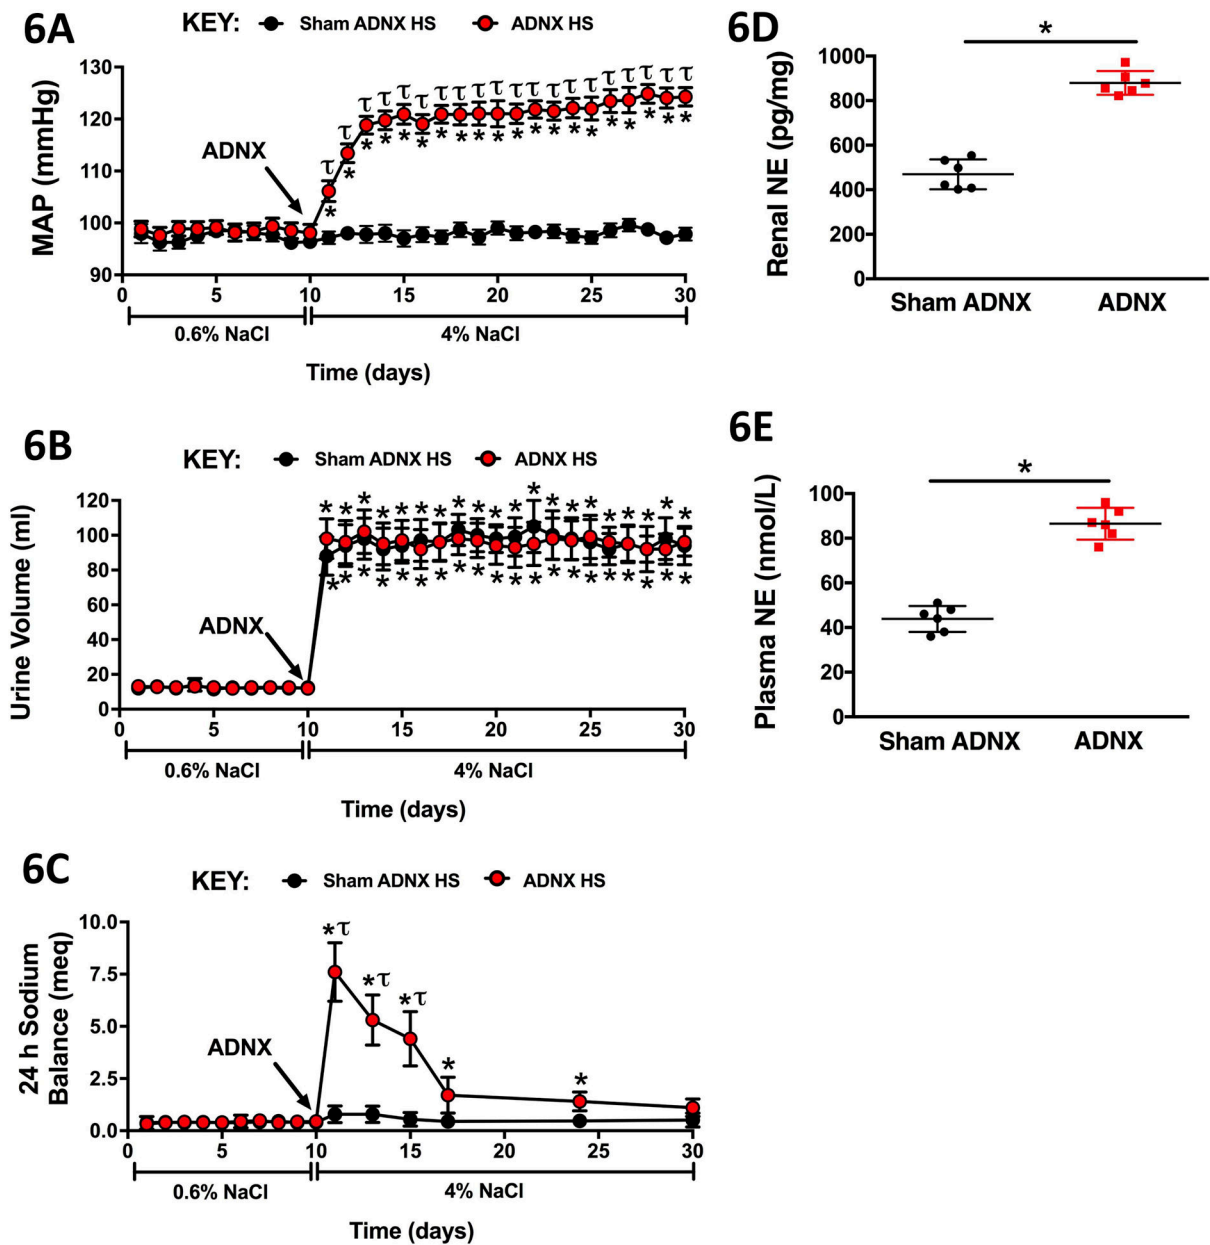 6A
KEY: Sham ADNX HS ADNX HS
MAP (mmHg)
130
120
110
100
90
ADNX
τ τ τ τ τ τ τ τ τ τ τ τ τ τ τ τ τ τ τ τ
* * * * * * * * * * * * * * * * * * * *
0 5 10 15 20 25 30
0.6% NaCl 4% NaCl
Time (days)
6B
KEY: Sham ADNX HS ADNX HS
Urine Volume (ml)
120
100
80
60
40
20
0
ADNX
* * * * * * * * * * * * * * * * * * * *
* * * * * * * * * * * * * * * * * * * *
0 5 10 15 20 25 30
0.6% NaCl 4% NaCl
Time (days)
6C
KEY: Sham ADNX HS ADNX HS
24 h Sodium
Balance (meq)
10.0
7.5
5.0
2.5
0.0
ADNX
*τ *τ *τ * *
0 5 10 15 20 25 30
0.6% NaCl 4% NaCl
Time (days)
6D
*
Renal NE (pg/mg)
1000
800
600
400
200
0
Sham ADNX ADNX
6E
*
Plasma NE (nmol/L)
100
80
60
40
20
0
Sham ADNX ADNX